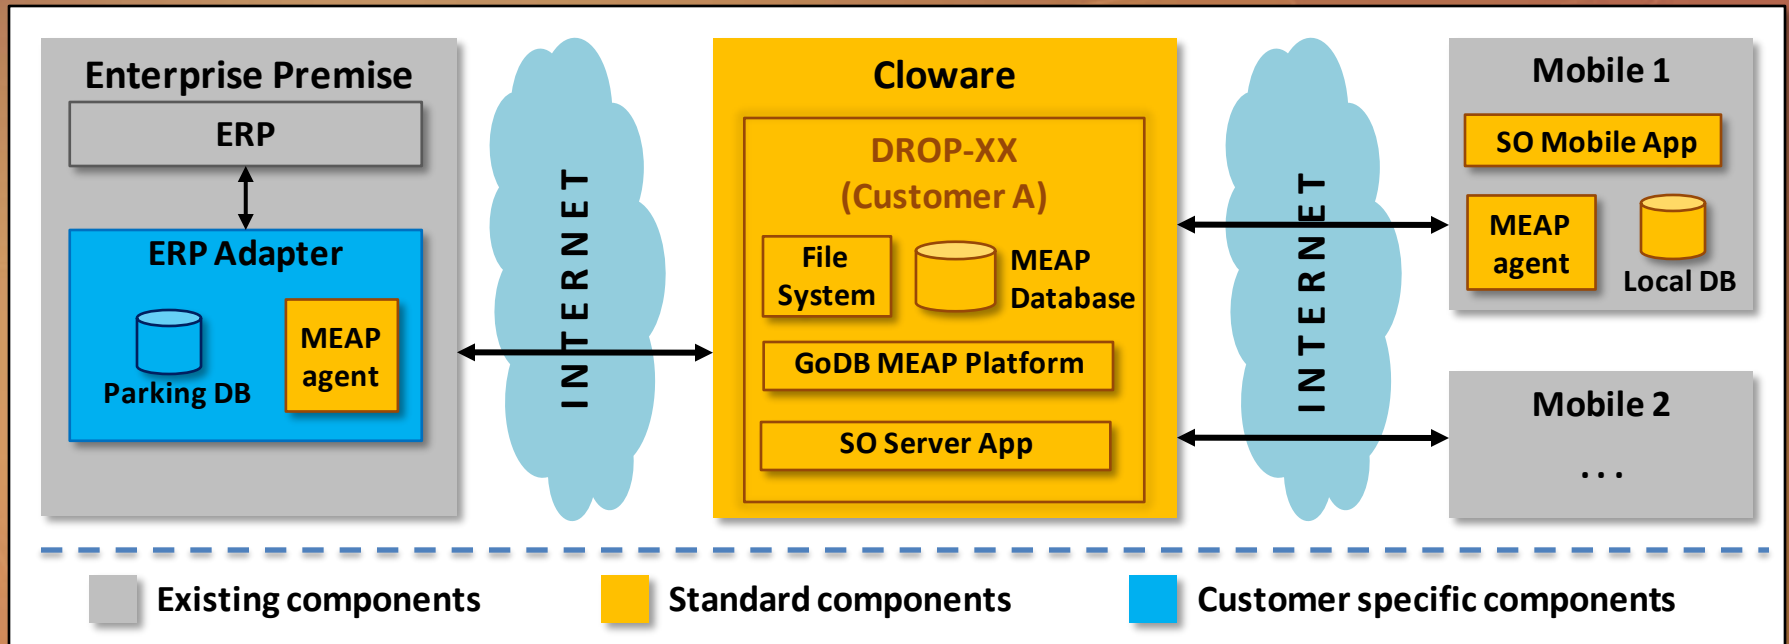 Enterprise Premise
ERP
ERP Adapter
Parking DB
MEAP
agent
INTERNET
Cloware
DROP-XX
(Customer A)
File
System
MEAP
Database
GoDB MEAP Platform
SO Server App
INTERNET
Mobile 1
SO Mobile App
MEAP
agent
Local DB
Mobile 2
...
Existing components
Standard components
Customer specific components